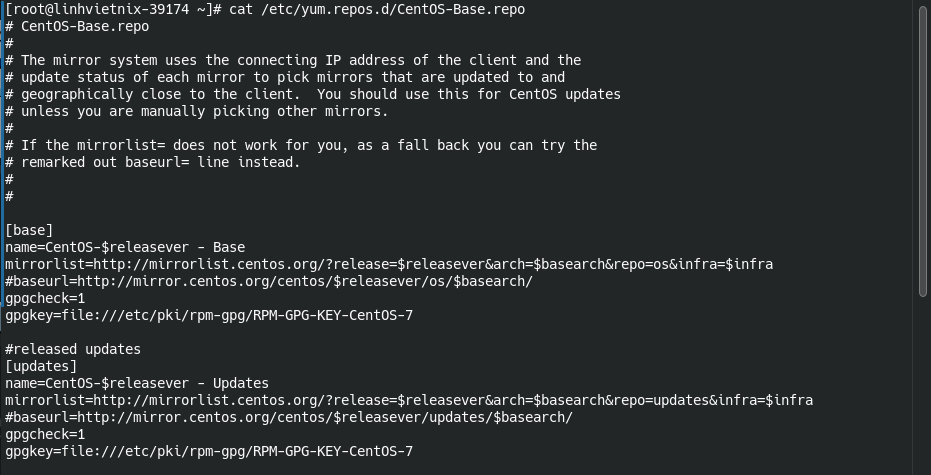 [root@linhvietnix-39174 ~]# cat /etc/yum.repos.d/CentOS-Base.repo
# CentOS-Base.repo
#
# The mirror system uses the connecting IP address of the client and the
# update status of each mirror to pick mirrors that are updated to and
# geographically close to the client.  You should use this for CentOS updates
# unless you are manually picking other mirrors.
#
# If the mirrorlist= does not work for you, as a fall back you can try the
# remarked out baseurl= line instead.
#
#

[base]
name=CentOS-$releasever - Base
mirrorlist=http://mirrorlist.centos.org/?release=$releasever&arch=$basearch&repo=os&infra=$infra
#baseurl=http://mirror.centos.org/centos/$releasever/os/$basearch/
gpgcheck=1
gpgkey=file:///etc/pki/rpm-gpg/RPM-GPG-KEY-CentOS-7

#released updates
[updates]
name=CentOS-$releasever - Updates
mirrorlist=http://mirrorlist.centos.org/?release=$releasever&arch=$basearch&repo=updates&infra=$infra
#baseurl=http://mirror.centos.org/centos/$releasever/updates/$basearch/
gpgcheck=1
gpgkey=file:///etc/pki/rpm-gpg/RPM-GPG-KEY-CentOS-7